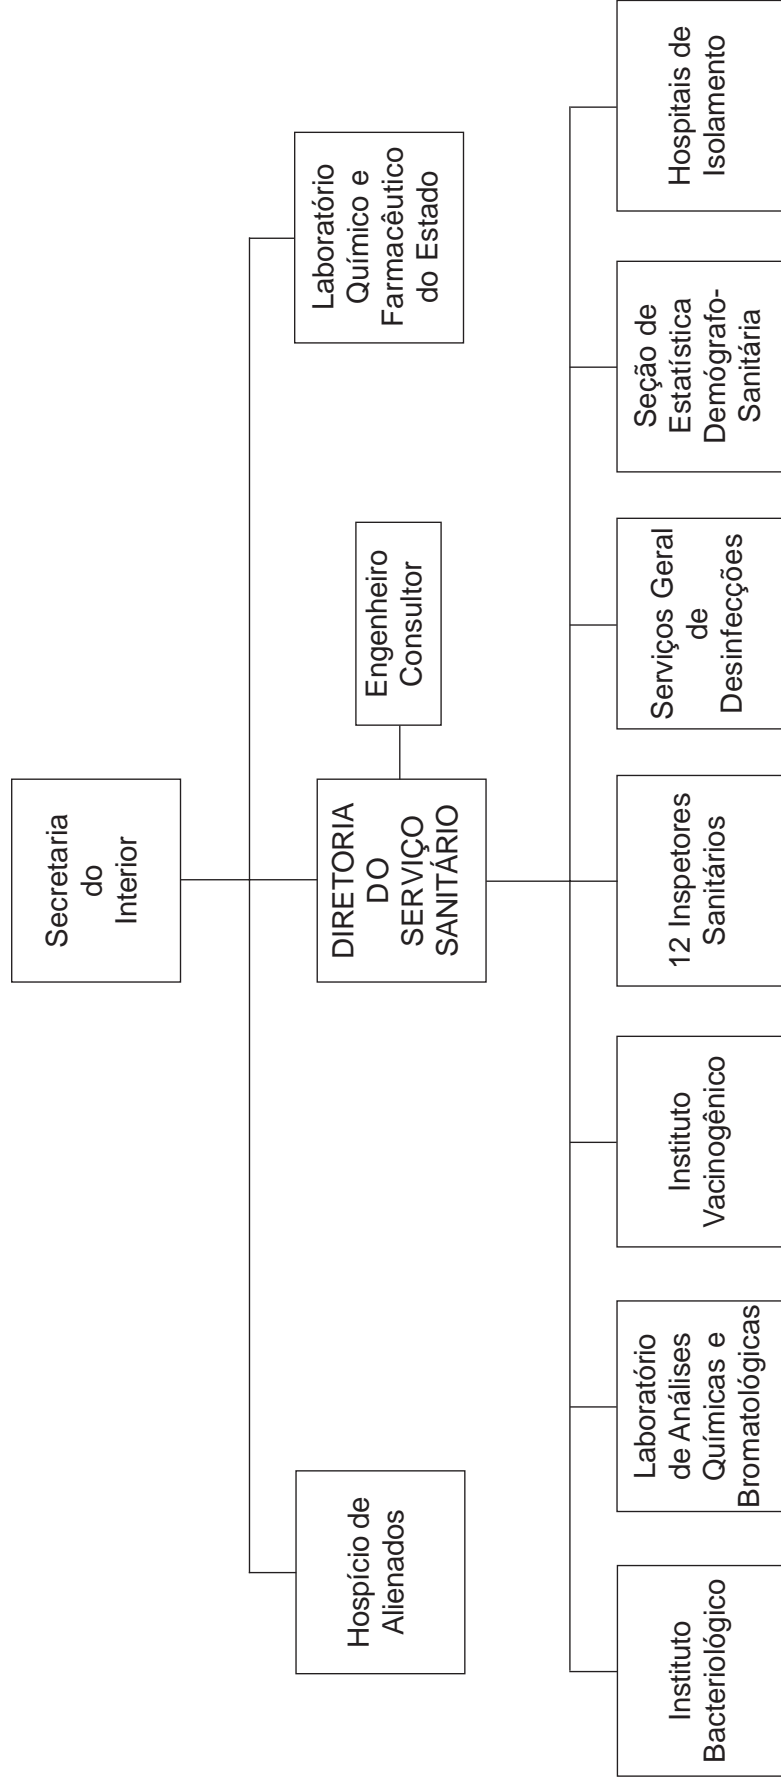 Secretaria
do
Interior
Hospício de
Alienados
DIRETORIA
DO
SERVIÇO
SANITÁRIO
Engenheiro
Consultor
Laboratório
Químico e
Farmacêutico
do Estado
Instituto
Bacteriológico
Laboratório
de Análises
Químicas e
Bromatológicas
Instituto
Vacinogênico
12 Inspetores
Sanitários
Serviços Geral
de
Desinfecções
Seção de
Estatística
Demógrafo-
Sanitária
Hospitais de
Isolamento